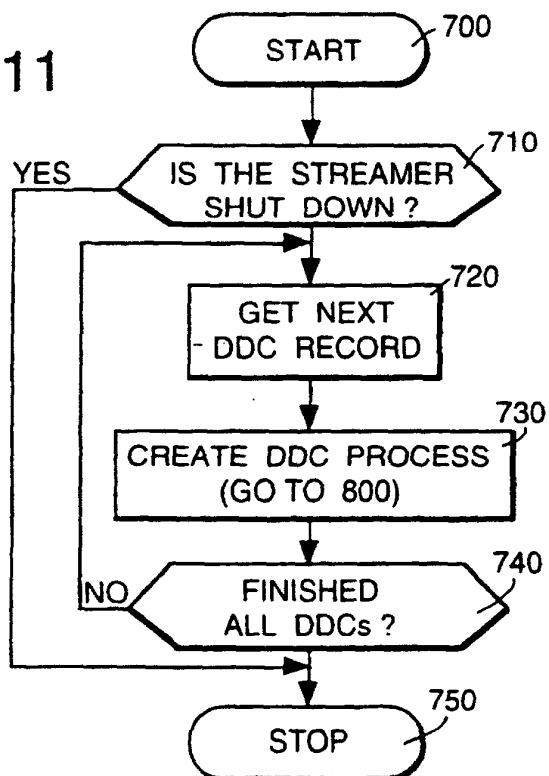 11
START
700
YES
IS THE STREAMER
SHUT DOWN ?
710
GET NEXT
DDC RECORD
720
CREATE DDC PROCESS
(GO TO 800)
730
NO
FINISHED
ALL DDCs ?
740
STOP
750